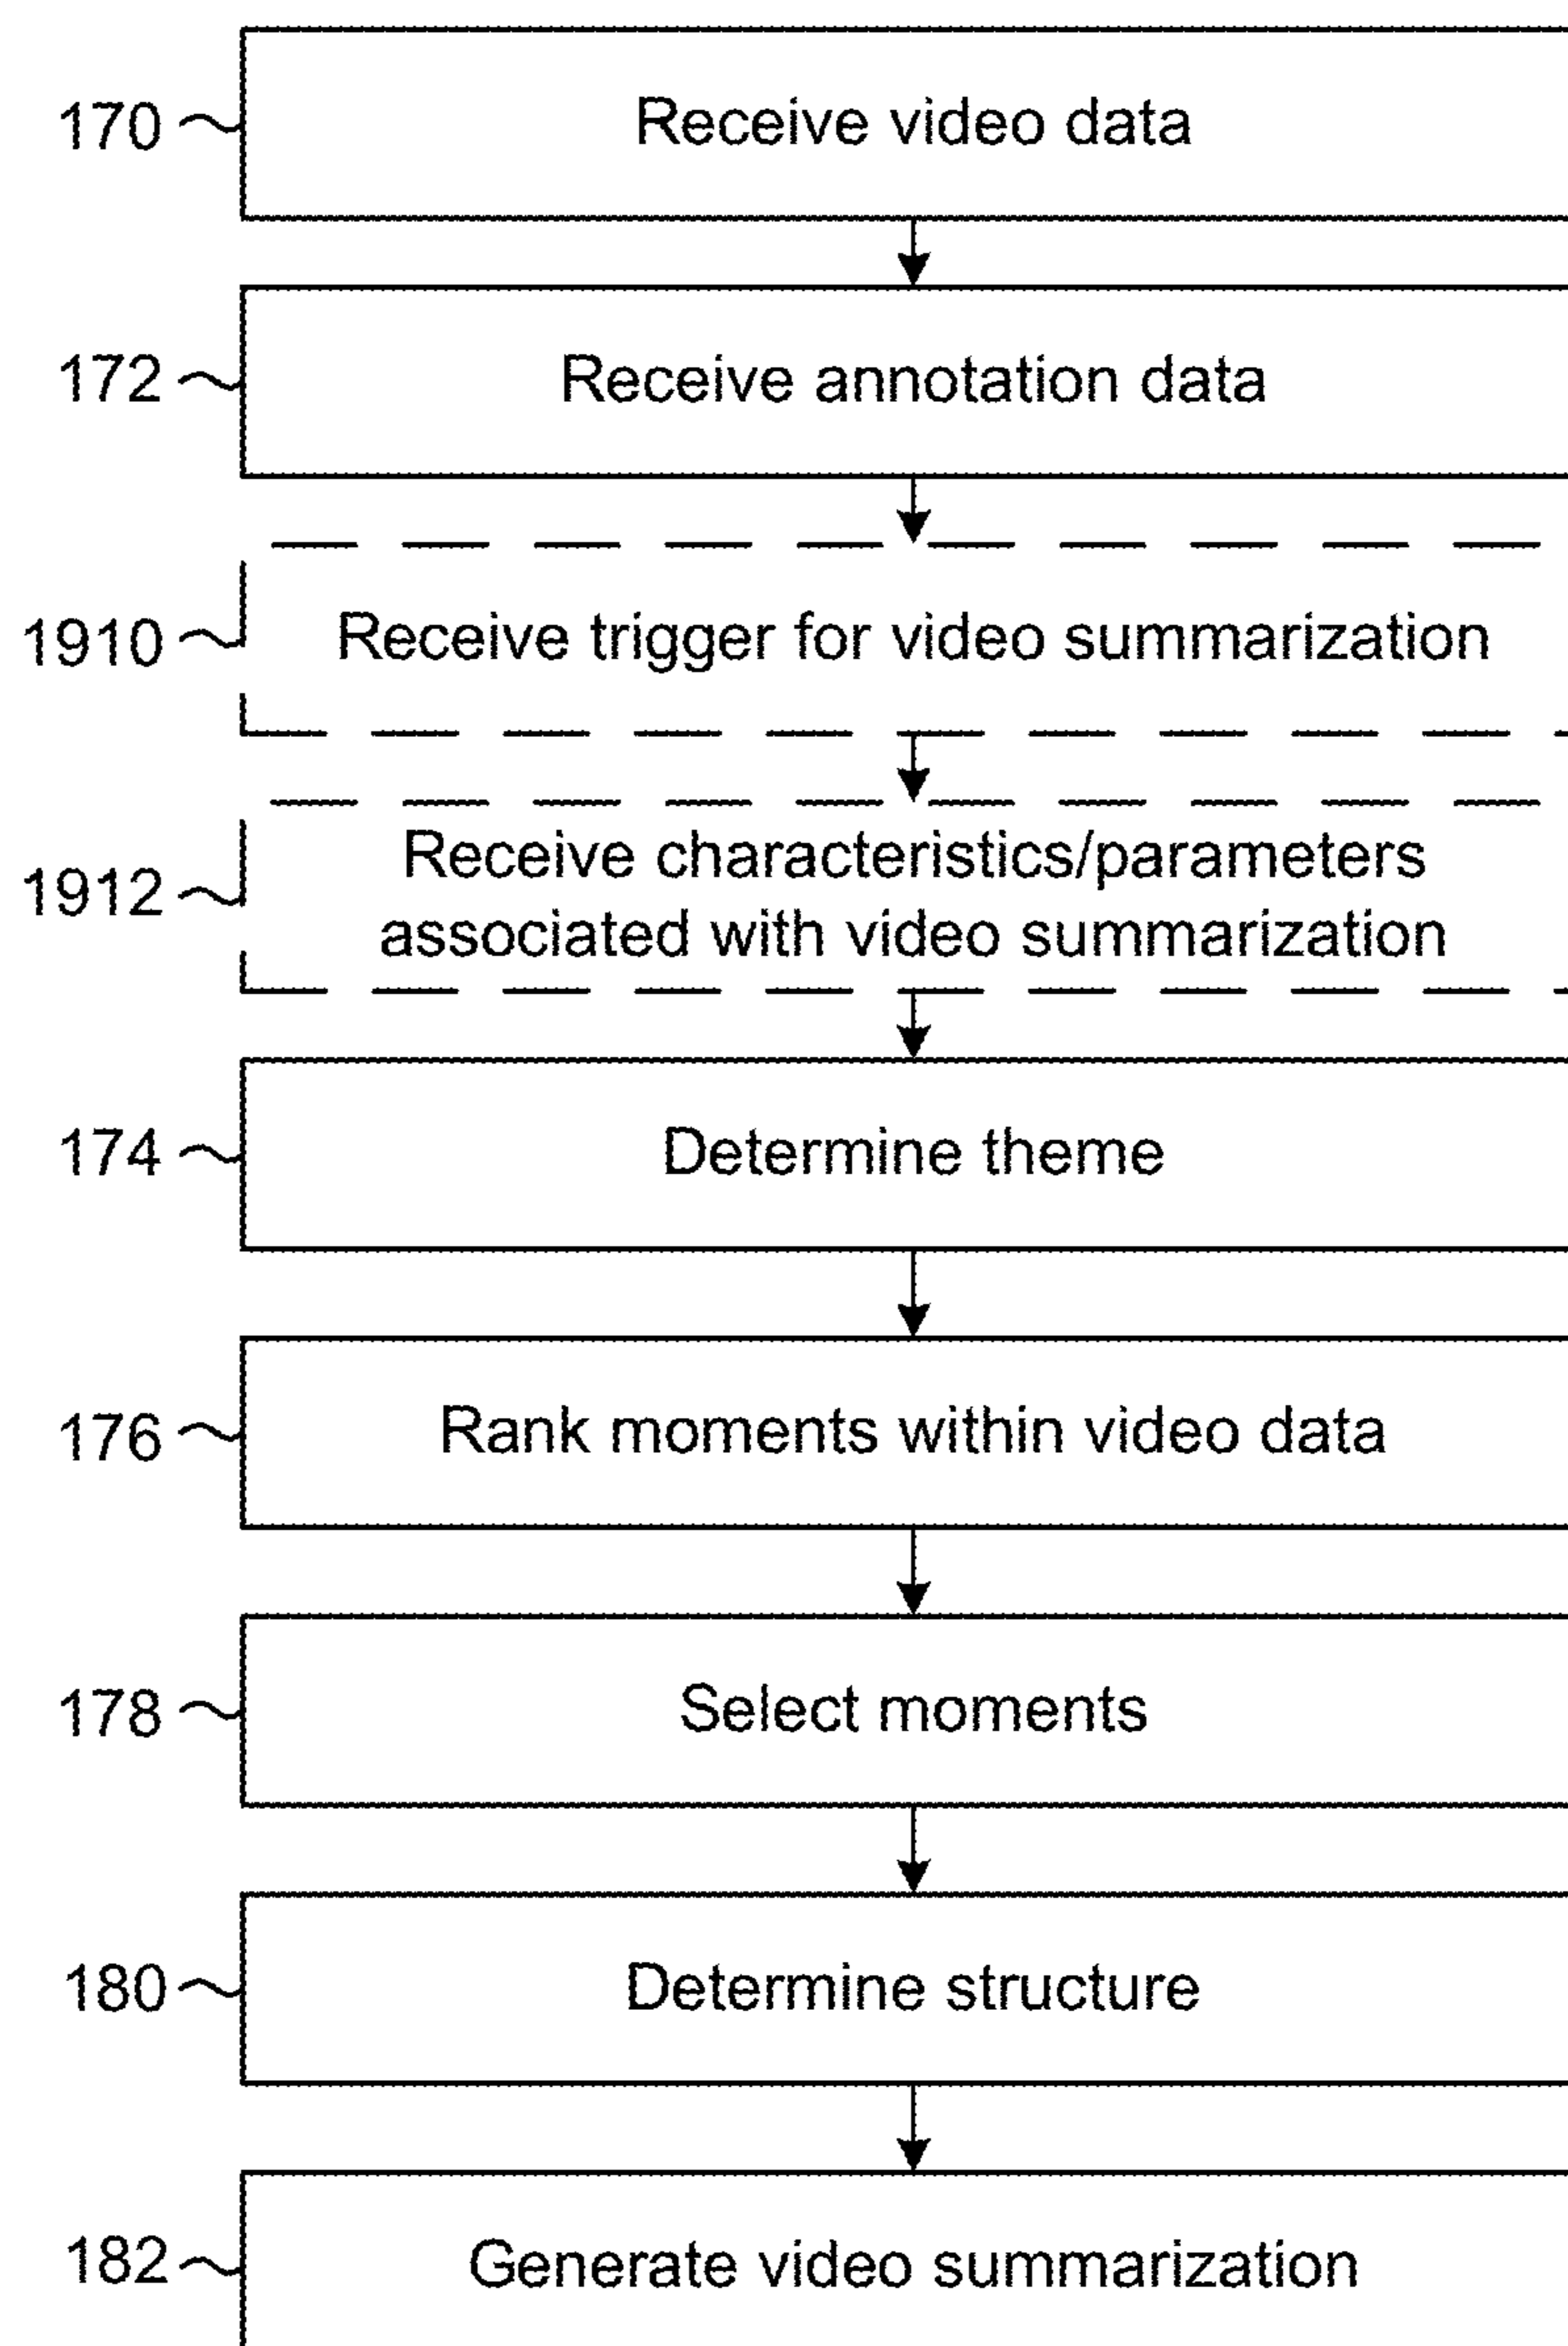 170
Receive video data
172
Receive annotation data
1910
Receive trigger for video summarization
1912
Receive characteristics/parameters
associated with video summarization
174
Determine theme
176
Rank moments within video data
178
Select moments
180
Determine structure
182
Generate video summarization